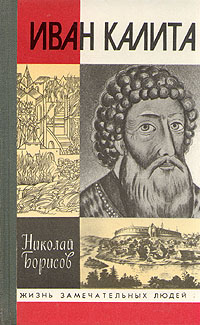 ИВАН КАЛИТА
Николай
Борисов
ЖИЗНЬ ЗАМЕЧАТЕЛЬНЫХ ЛЮДЕЙ